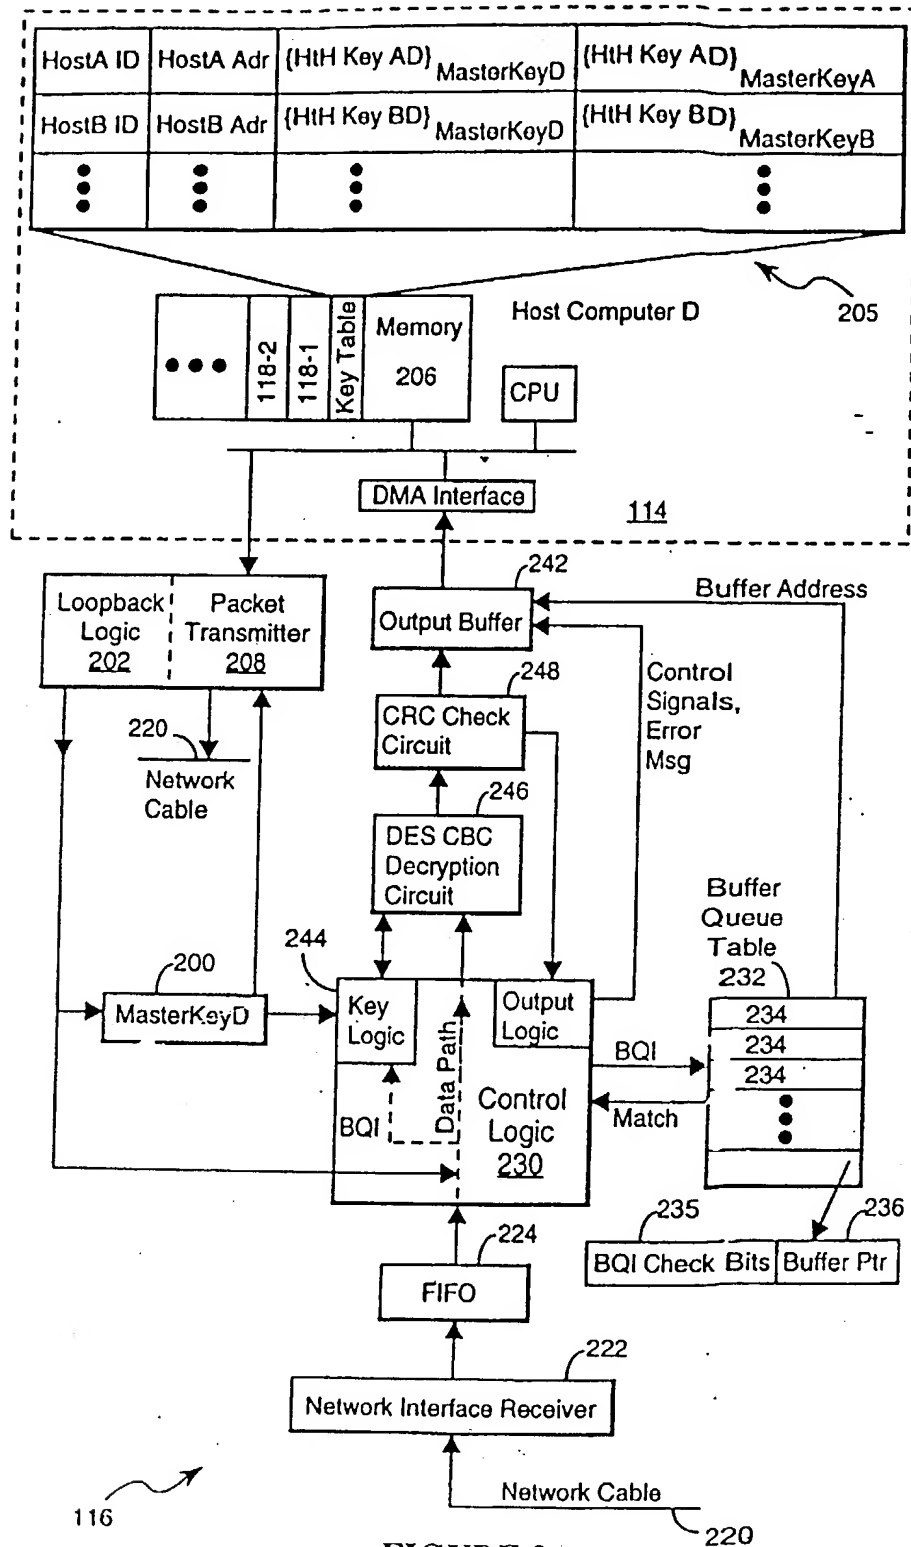 HostA ID HostA Adr {HtH Key AD}MasterKeyD {HtH Key AD}MasterKeyA
HostB ID HostB Adr {HtH Key BD}MasterKeyD {HtH Key BD}MasterKeyB
205
Host Computer D
118-2 118-1 Key Table Memory
206
CPU
DMA Interface
114
242
Buffer Address
Loopback Logic
202
Packet Transmitter
208
Output Buffer
248
Control
Signals,
Error
Msg
CRC Check
Circuit
220
Network
Cable
246
DES CBC
Decryption
Circuit
Buffer
Queue
Table
232
244
200
MasterKeyD
Key
Logic
Data Path
Output
Logic
BQI
234
234
234
BQI
Control
Logic
230
Match
235
236
BQI Check Bits Buffer Ptr
224
FIFO
222
Network Interface Receiver
116
Network Cable
220